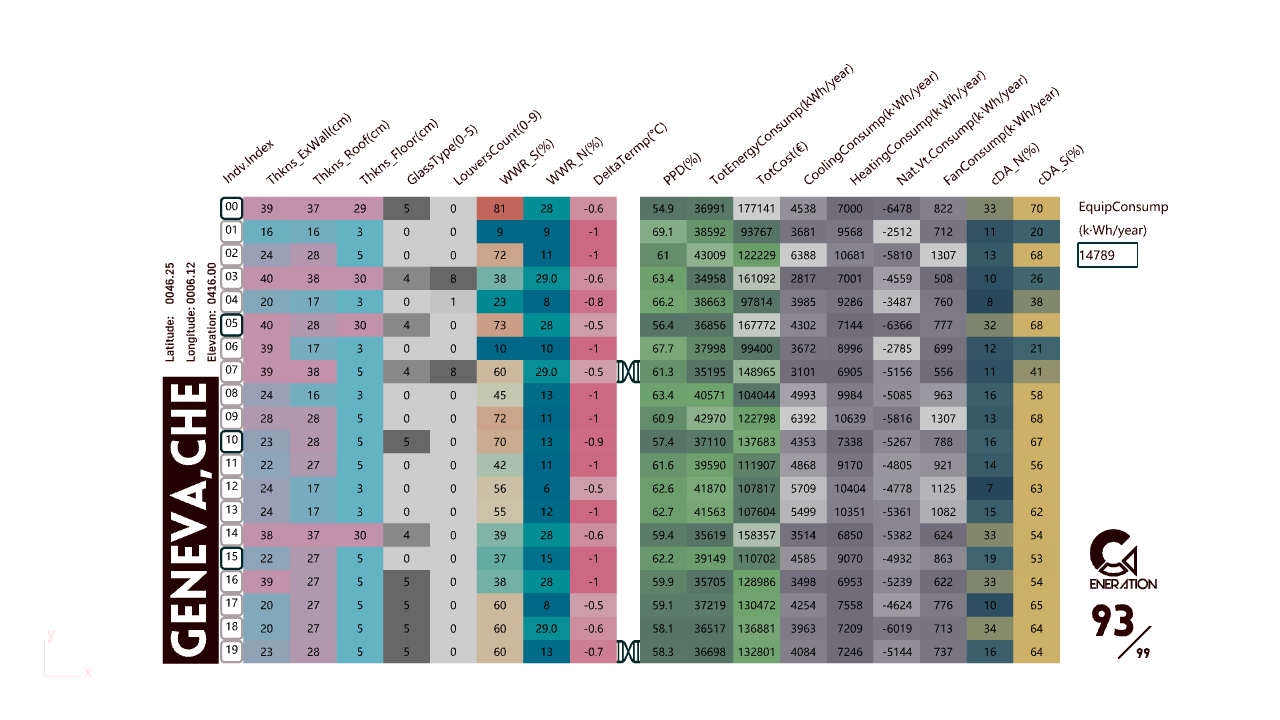 Indv.Index Thkns_ExWall(cm) Thkns_Roof(cm) Thkns_Floor(cm) GlassType(0-5) LouversCount(0-9) WWR_S(%) WWR_N(%) DeltaTermp(°C) PPD(%) TotEnergyConsump(kWh/year) TotCost(€) CoolingConsump(k·Wh/year) HeatingConsump(k·Wh/year) Nat.Vt.Consump(k·Wh/year) FanConsump(k·Wh/year) cDA_N(%) cDA_S(%)
00 39 37 29 5 0 81 28 -0.6 54.9 36991 177141 4538 7000 -6478 822 33 70
01 16 16 3 0 0 9 9 -1 69.1 38592 93767 3681 9568 -2512 712 11 20
02 24 28 5 0 0 72 11 -1 61 43009 122229 6388 10681 -5810 1307 13 68
03 40 38 30 4 8 38 29.0 -0.6 63.4 34958 161092 2817 7001 -4559 508 10 26
04 20 17 3 0 1 23 8 -0.8 66.2 38663 97814 3985 9286 -3487 760 8 38
05 40 28 30 4 0 73 28 -0.5 56.4 36856 167772 4302 7144 -6366 777 32 68
06 39 17 3 0 0 10 10 -1 67.7 37998 99400 3672 8996 -2785 699 12 21
07 39 38 5 4 8 60 29.0 -0.5 61.3 35195 148965 3101 6905 -5156 556 11 41
08 24 16 3 0 0 45 13 -1 63.4 40571 104044 4993 9984 -5085 963 16 58
09 28 28 5 0 0 72 11 -1 60.9 42970 122798 6392 10639 -5816 1307 13 68
10 23 28 5 5 0 70 13 -0.9 57.4 37110 137683 4353 7338 -5267 788 16 67
11 22 27 5 0 0 42 11 -1 61.6 39590 111907 4868 9170 -4805 921 14 56
12 24 17 3 0 0 56 6 -0.5 62.6 41870 107817 5709 10404 -4778 1125 7 63
13 24 17 3 0 0 55 12 -1 62.7 41563 107604 5499 10351 -5361 1082 15 62
14 38 37 30 4 0 39 28 -0.6 59.4 35619 158357 3514 6850 -5382 624 33 54
15 22 27 5 0 0 37 15 -1 62.2 39149 110702 4585 9070 -4932 863 19 53
16 39 27 5 5 0 38 28 -1 59.9 35705 128986 3498 6953 -5239 622 33 54
17 20 27 5 5 0 60 8 -0.5 59.1 37219 130472 4254 7558 -4624 776 10 65
18 20 27 5 5 0 60 29.0 -0.6 58.1 36517 136881 3963 7209 -6019 713 34 64
19 23 28 5 5 0 60 13 -0.7 58.3 36698 132801 4084 7246 -5144 737 16 64
Latitude: 0046.25
Longitude: 0006.12
Elevation: 0416.00
GENEVA,CHE
EquipConsump
(k·Wh/year)
14789
ENERATION
93/99
y
x